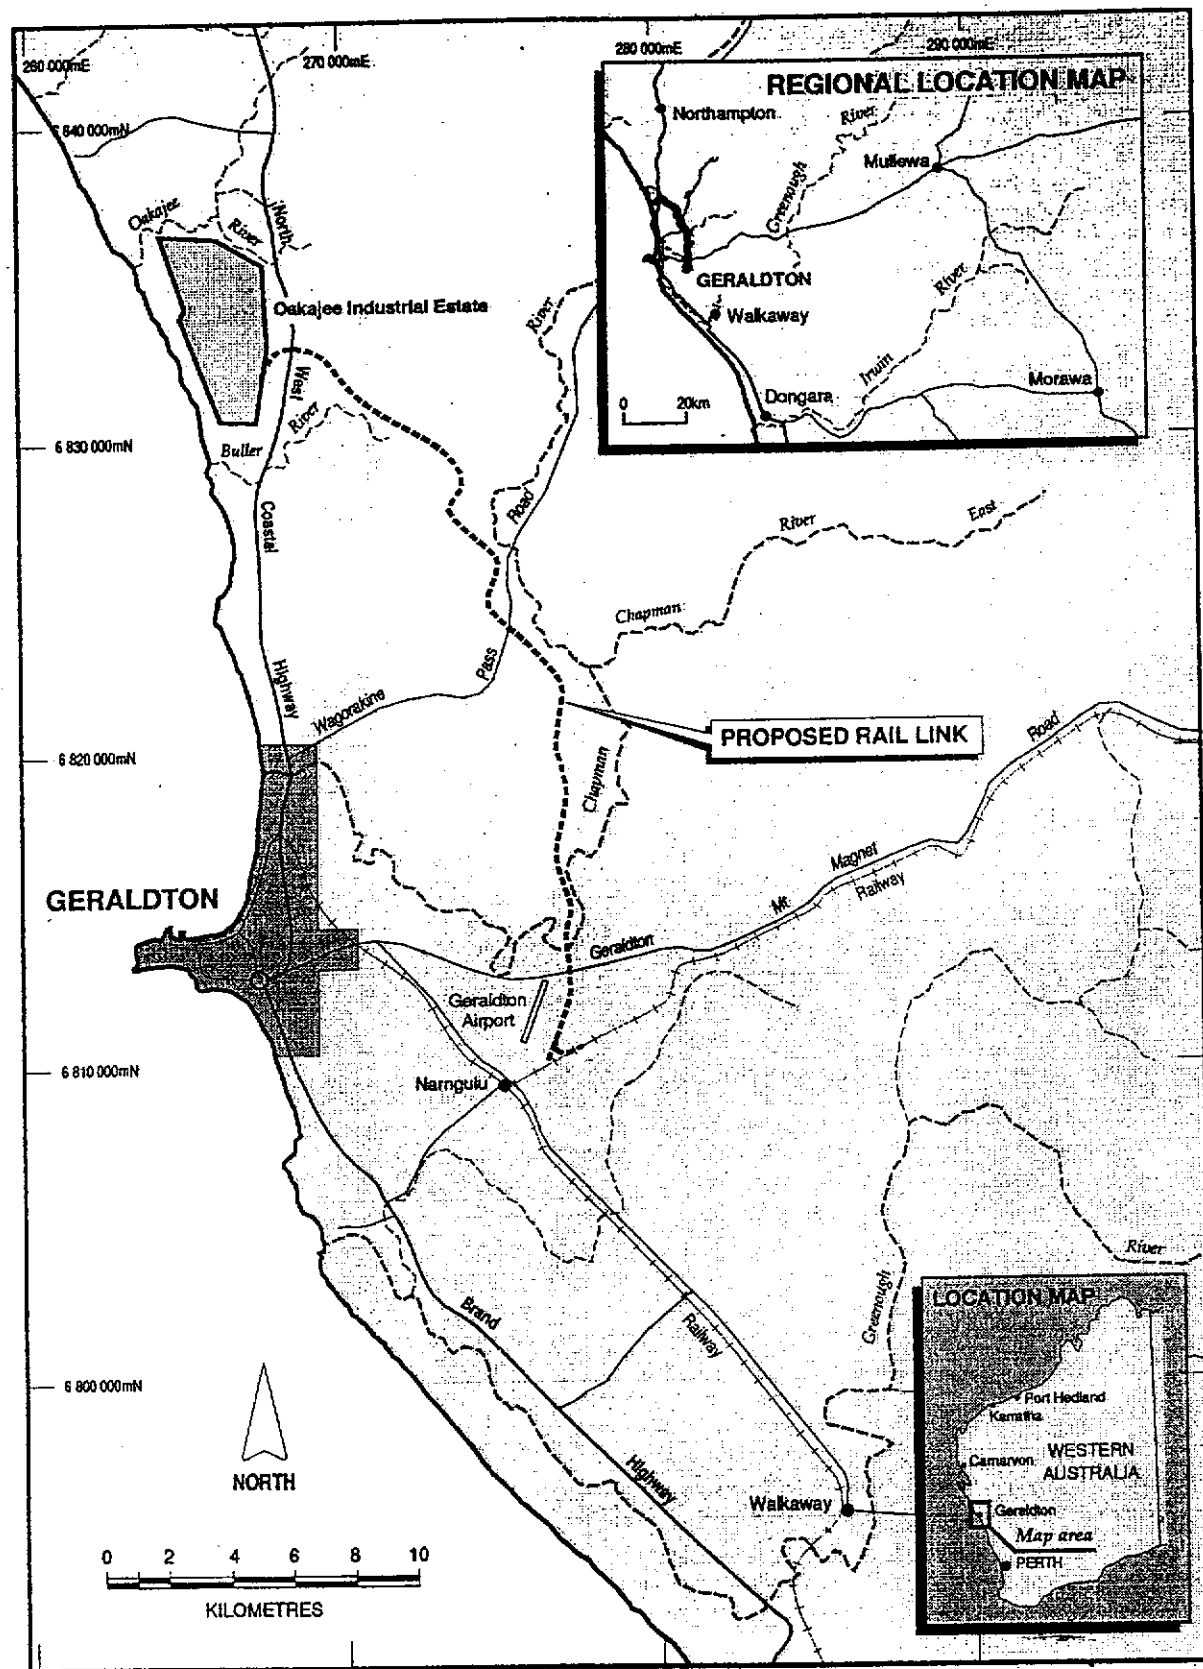 260 000mE
270 000mE
280 000mE
290 000mE
REGIONAL LOCATION MAP
Northampton
Greenough
River
Mullewa
GERALDTON
Walkaway
Irwin
River
Morawa
Dongara
0 20km
6 840 000mN
Oakajee
River
North
Oakajee Industrial Estate
West
River
Buller
River
6 830 000mN
Coastal
Road
River
East
Chapman
Highway
Wagorakine
Pass
PROPOSED RAIL LINK
Road
6 820 000mN
Chapman
Magnet
Mt
Railway
GERALDTON
Geraldton
Geraldton
Airport
6 810 000mN
Narngulu
River
Greenough
Brand
Railway
6 800 000mN
NORTH
Highway
Walkaway
0 2 4 6 8 10
KILOMETRES
LOCATION MAP
Port Hedland
Karratha
WESTERN
AUSTRALIA
Carnarvon
Geraldton
Map area
PERTH